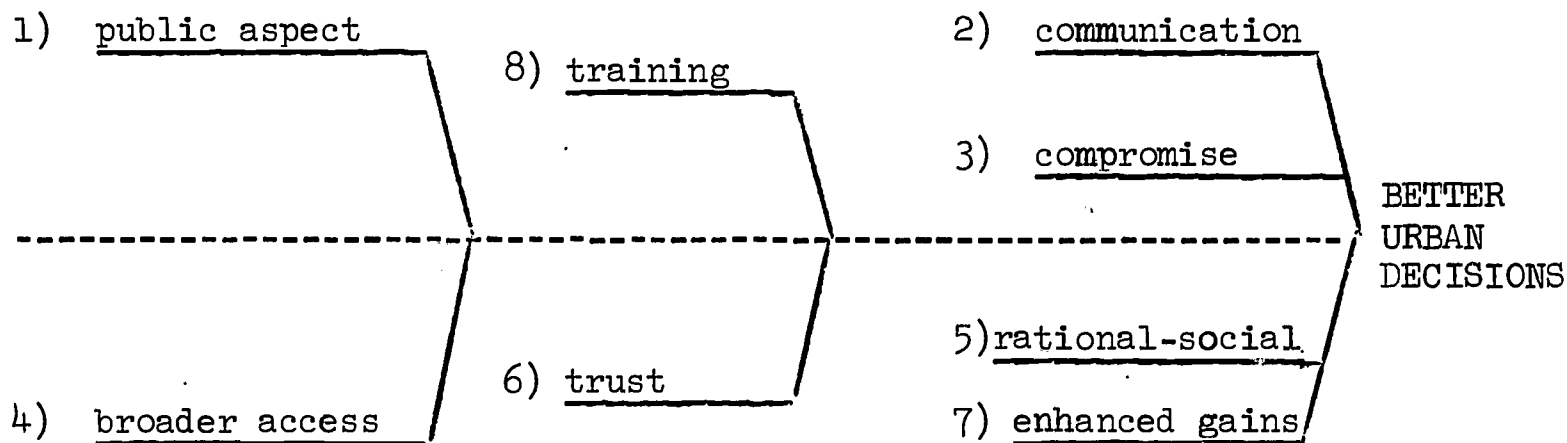 1) public aspect
8) training
2) communication
3) compromise
BETTER
URBAN
DECISIONS
4) broader access
6) trust
5)rational-social
7) enhanced gains